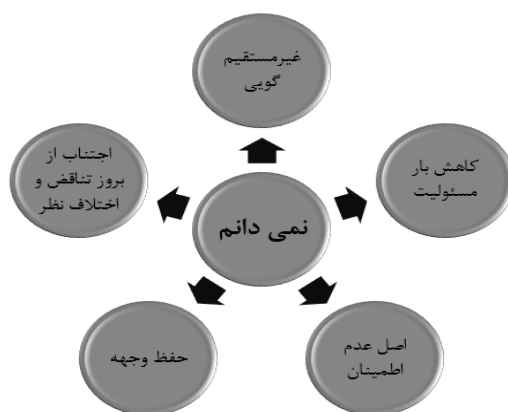 غیرمستقیم
گویی
کاهش بار
مسئولیت
اجتناب از
بروز تناقض و
اختلاف نظر
نمی دانم
اصل عدم
اطمینان
حفظ وجهه